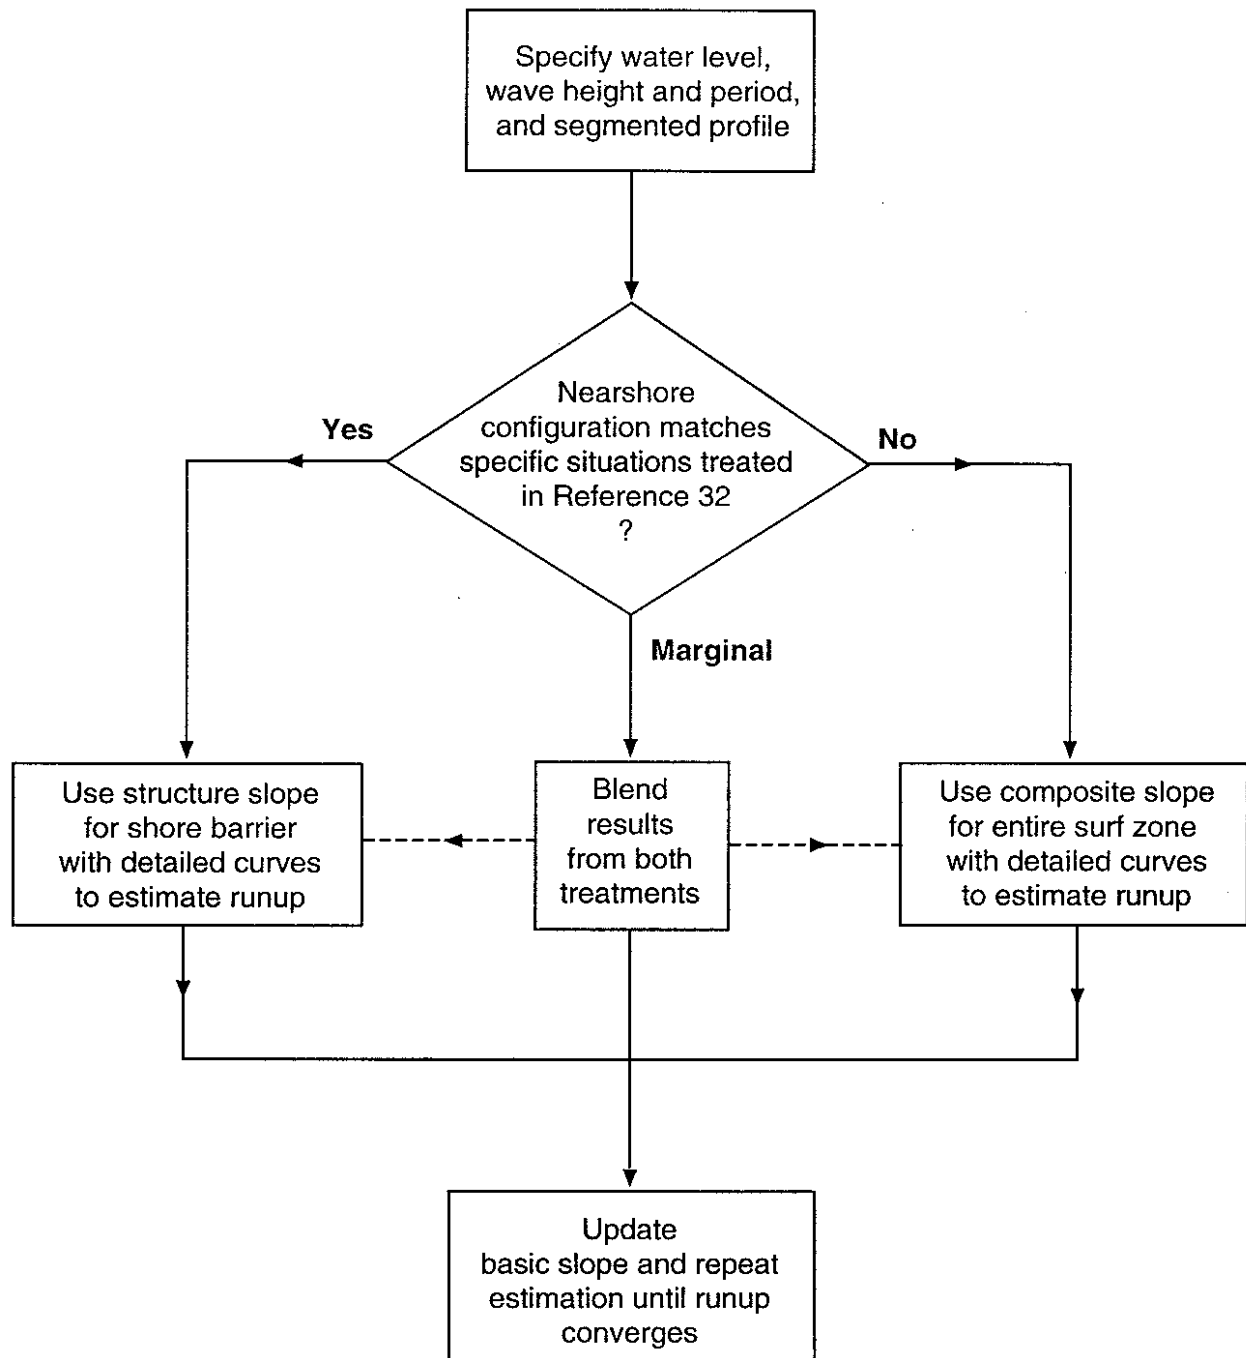 Specify water level,
wave height and period,
and segmented profile
Nearshore
configuration matches
specific situations treated
in Reference 32
?
Yes
No
Marginal
Use structure slope
for shore barrier
with detailed curves
to estimate runup
Blend
results
from both
treatments
Use composite slope
for entire surf zone
with detailed curves
to estimate runup
Update
basic slope and repeat
estimation until runup
converges